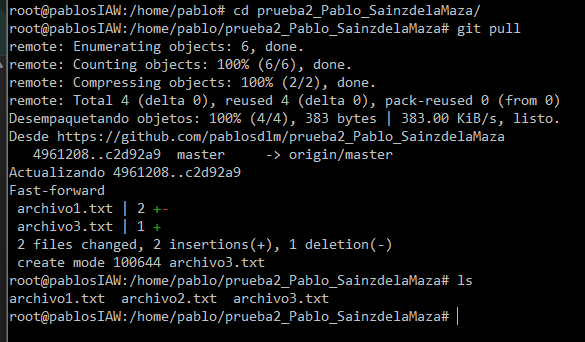 root@pablosIAW:/home/pablo# cd prueba2_Pablo_SainzdelaMaza/
root@pablosIAW:/home/pablo/prueba2_Pablo_SainzdelaMaza# git pull
remote: Enumerating objects: 6, done.
remote: Counting objects: 100% (6/6), done.
remote: Compressing objects: 100% (2/2), done.
remote: Total 4 (delta 0), reused 4 (delta 0), pack-reused 0 (from 0)
Desempaquetando objetos: 100% (4/4), 383 bytes | 383.00 KiB/s, listo.
Desde https://github.com/pablosdlm/prueba2_Pablo_SainzdelaMaza
   4961208..c2d92a9  master     -> origin/master
Actualizando 4961208..c2d92a9
Fast-forward
 archivo1.txt | 2 +-
 archivo3.txt | 1 +
 2 files changed, 2 insertions(+), 1 deletion(-)
 create mode 100644 archivo3.txt
root@pablosIAW:/home/pablo/prueba2_Pablo_SainzdelaMaza# ls
archivo1.txt  archivo2.txt  archivo3.txt
root@pablosIAW:/home/pablo/prueba2_Pablo_SainzdelaMaza#